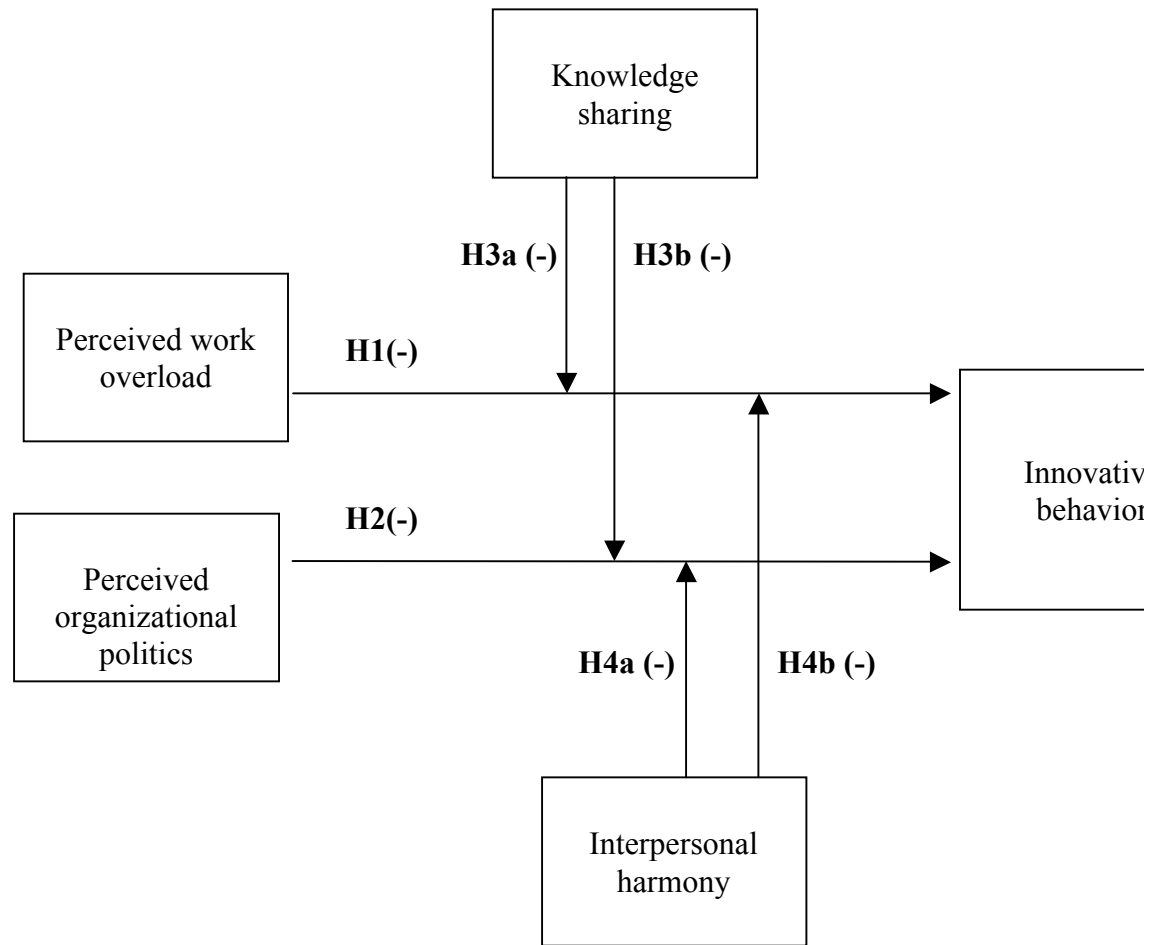 Knowledge
sharing
H3a (-)
H3b (-)
Perceived work
overload
H1(-)
Innovativ
behavior
H2(-)
Perceived
organizational
politics
H4a (-)
H4b (-)
Interpersonal
harmony